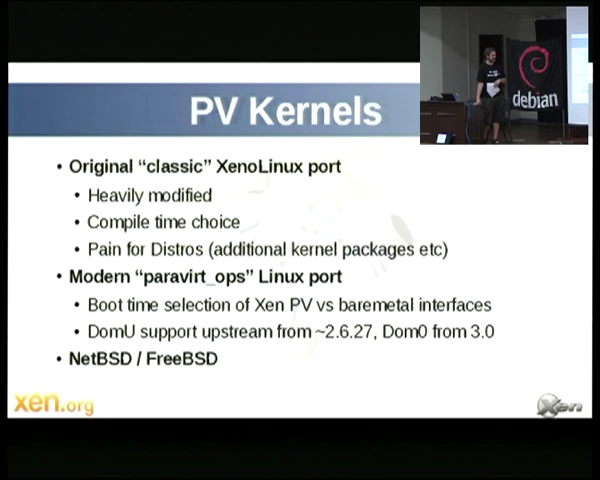 PV Kernels
debian
• Original “classic” XenoLinux port
• Heavily modified
• Compile time choice
• Pain for Distros (additional kernel packages etc)
• Modern “paravirt_ops” Linux port
• Boot time selection of Xen PV vs baremetal interfaces
• DomU support upstream from ~2.6.27, Dom0 from 3.0
• NetBSD / FreeBSD
xen.org
Xen